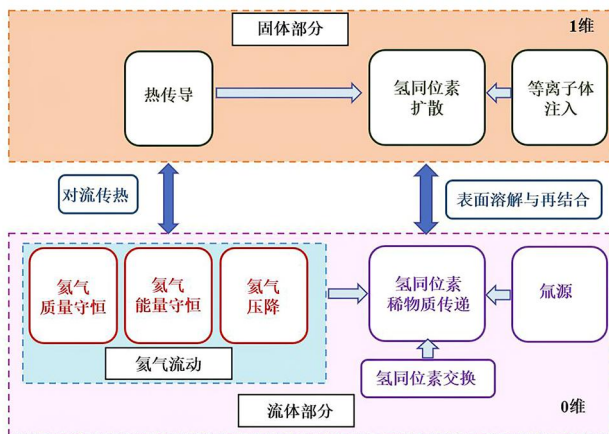 固体部分
1维
热传导
氢同位素
扩散
等离子体
注入
对流传热
表面溶解与再结合
氦气
质量守恒
氦气
能量守恒
氦气
压降
氢同位素
稀物质传递
氚源
氦气流动
氢同位素交换
流体部分
0维